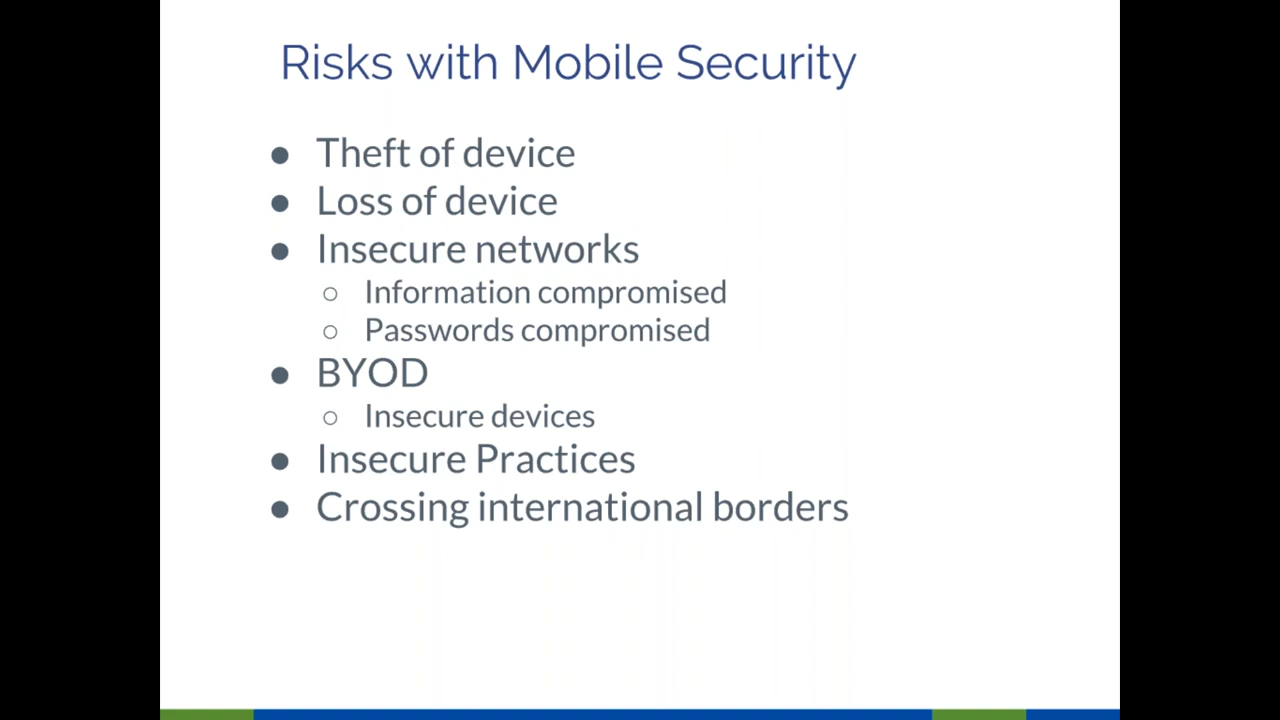 Risks with Mobile Security
● Theft of device
● Loss of device
● Insecure networks
○ Information compromised
○ Passwords compromised
● BYOD
○ Insecure devices
● Insecure Practices
● Crossing international borders